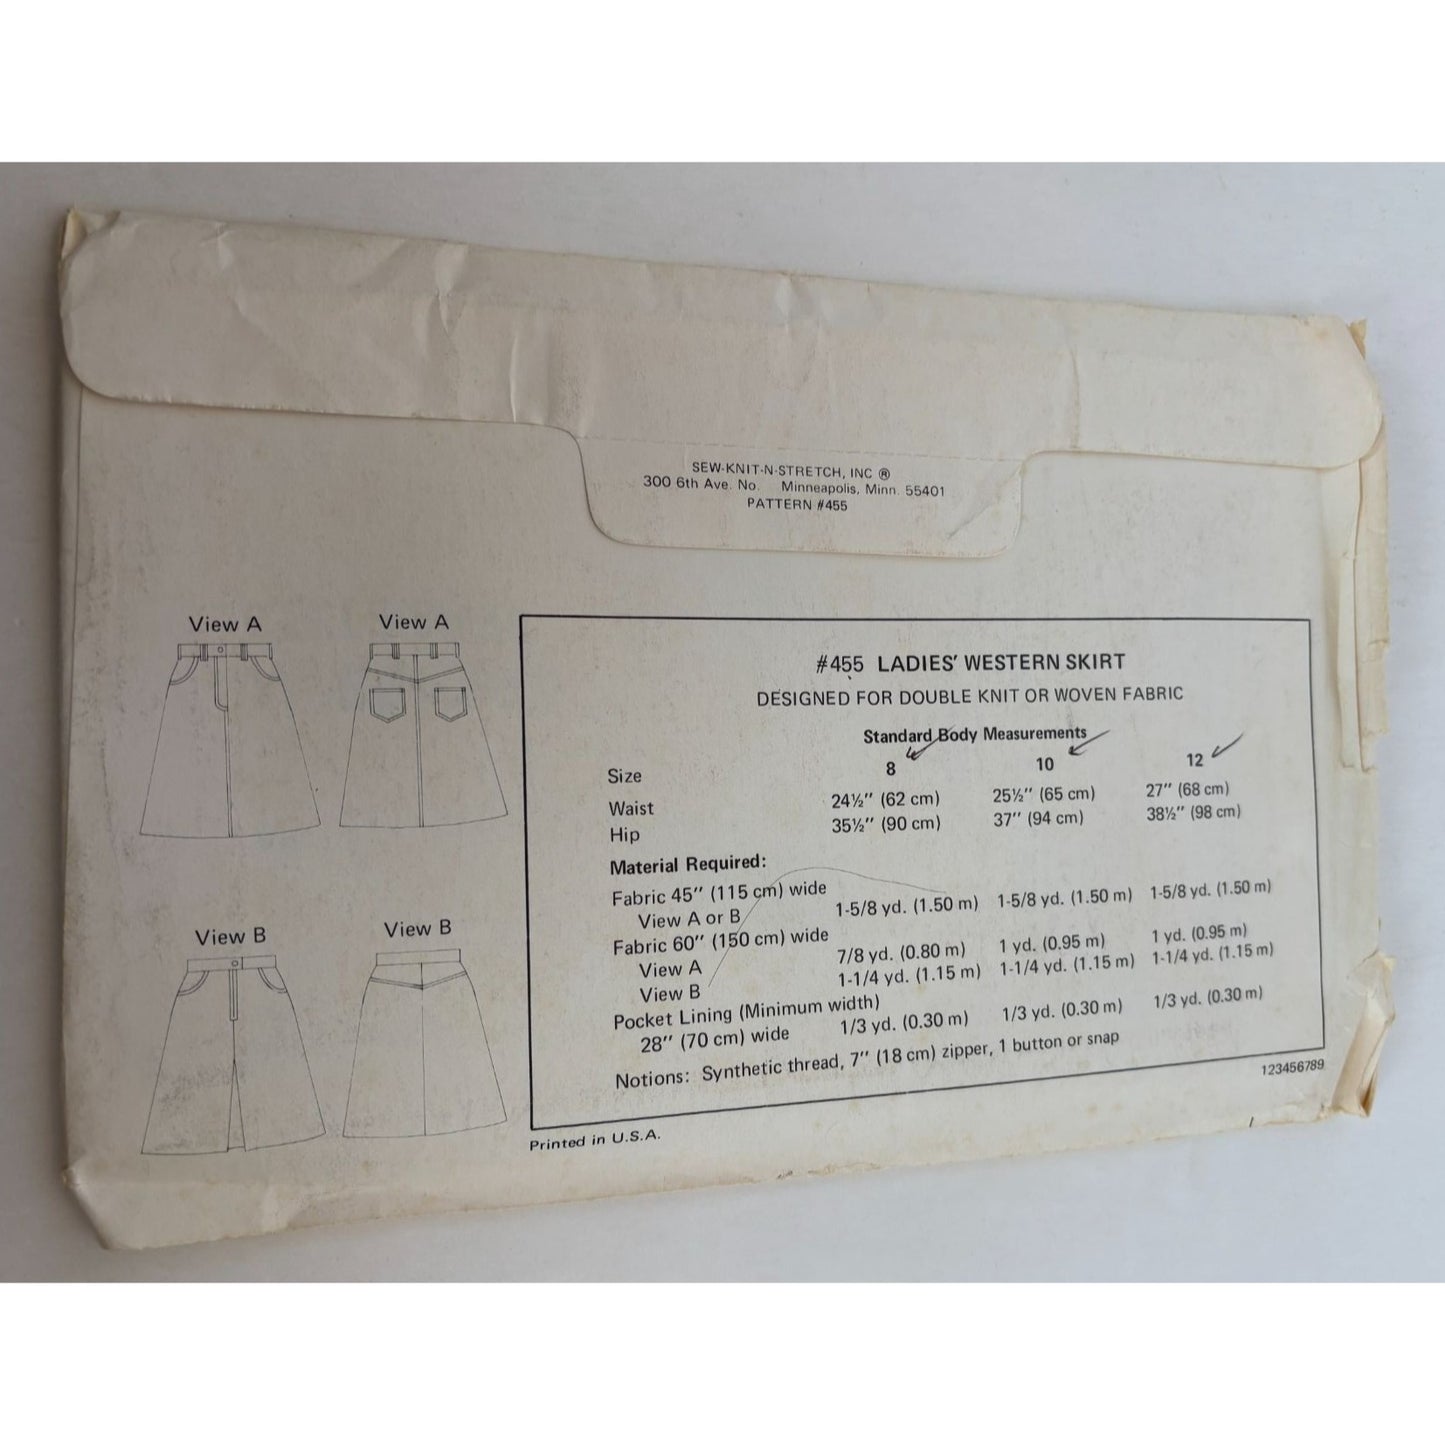 SEW-KNIT-N-STRETCH, INC ®
300 6th Ave. No. Minneapolis, Minn. 55401
PATTERN #455
View A
View A
View B
View B
#455 LADIES' WESTERN SKIRT
DESIGNED FOR DOUBLE KNIT OR WOVEN FABRIC
Standard Body Measurements
Size 8 10 12
Waist 24½" (62 cm) 25½" (65 cm) 27" (68 cm)
Hip 35½" (90 cm) 37" (94 cm) 38½" (98 cm)
Material Required:
Fabric 45" (115 cm) wide
View A or B 1-5/8 yd. (1.50 m) 1-5/8 yd. (1.50 m) 1-5/8 yd. (1.50 m)
Fabric 60" (150 cm) wide
View A 7/8 yd. (0.80 m) 1 yd. (0.95 m) 1 yd. (0.95 m)
View B 1-1/4 yd. (1.15 m) 1-1/4 yd. (1.15 m) 1-1/4 yd. (1.15 m)
Pocket Lining (Minimum width)
28" (70 cm) wide 1/3 yd. (0.30 m) 1/3 yd. (0.30 m) 1/3 yd. (0.30 m)
Notions: Synthetic thread, 7" (18 cm) zipper, 1 button or snap
123456789
Printed in U.S.A.